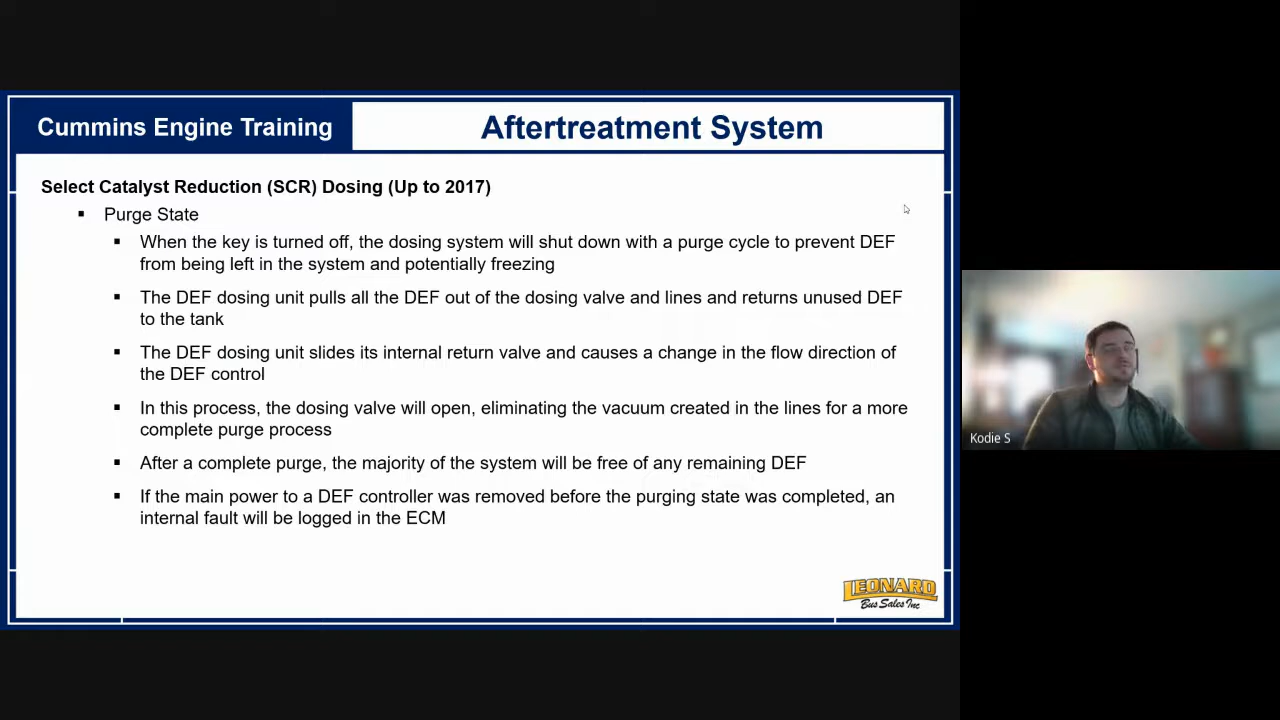 Cummins Engine Training
Aftertreatment System
Select Catalyst Reduction (SCR) Dosing (Up to 2017)
▪ Purge State
▪ When the key is turned off, the dosing system will shut down with a purge cycle to prevent DEF
from being left in the system and potentially freezing
▪ The DEF dosing unit pulls all the DEF out of the dosing valve and lines and returns unused DEF
to the tank
▪ The DEF dosing unit slides its internal return valve and causes a change in the flow direction of
the DEF control
▪ In this process, the dosing valve will open, eliminating the vacuum created in the lines for a more
complete purge process
▪ After a complete purge, the majority of the system will be free of any remaining DEF
▪ If the main power to a DEF controller was removed before the purging state was completed, an
internal fault will be logged in the ECM
LEONARD
Bus Sales Inc
Kodie S